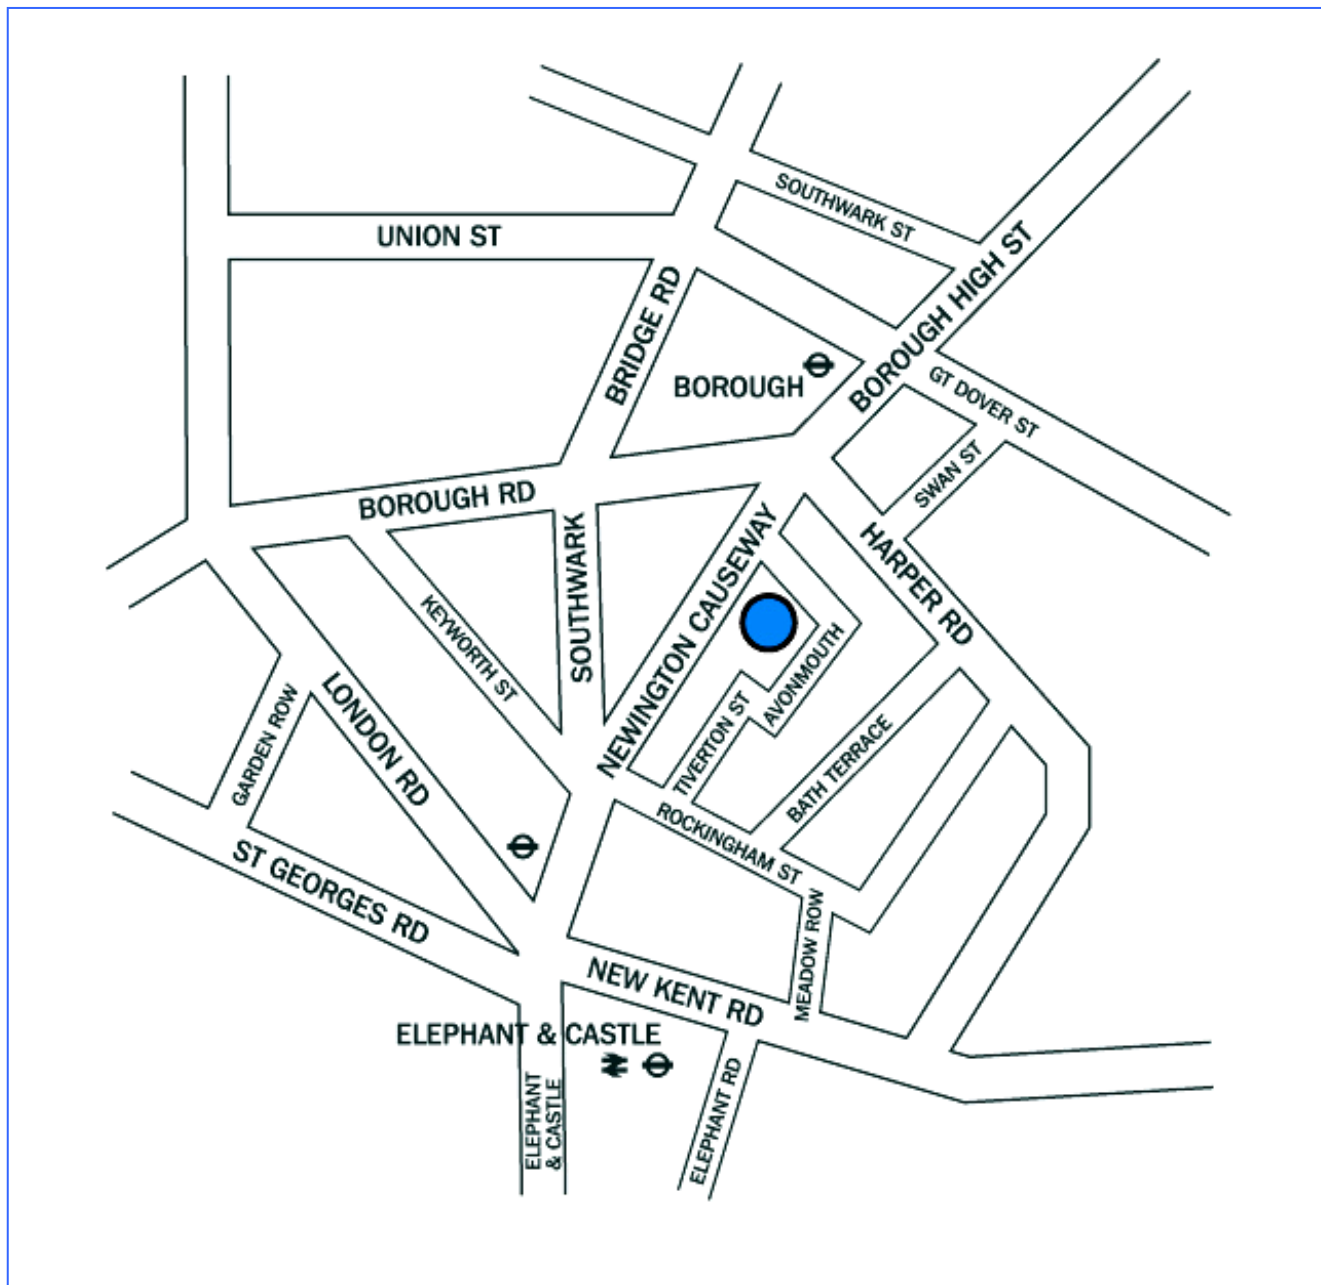 SOUTHWARK ST
UNION ST
BOROUGH HIGH ST
BRIDGE RD
BOROUGH
GT DOVER ST
SWAN ST
BOROUGH RD
HARPER RD
SOUTHWARK
NEWINGTON CAUSEWAY
KEYWORTH ST
AVONMOUTH
TIVERTON ST
LONDON RD
GARDEN ROW
BATH TERRACE
ROCKINGHAM ST
ST GEORGES RD
MEADOW ROW
NEW KENT RD
ELEPHANT & CASTLE
ELEPHANT
& CASTLE
ELEPHANT RD